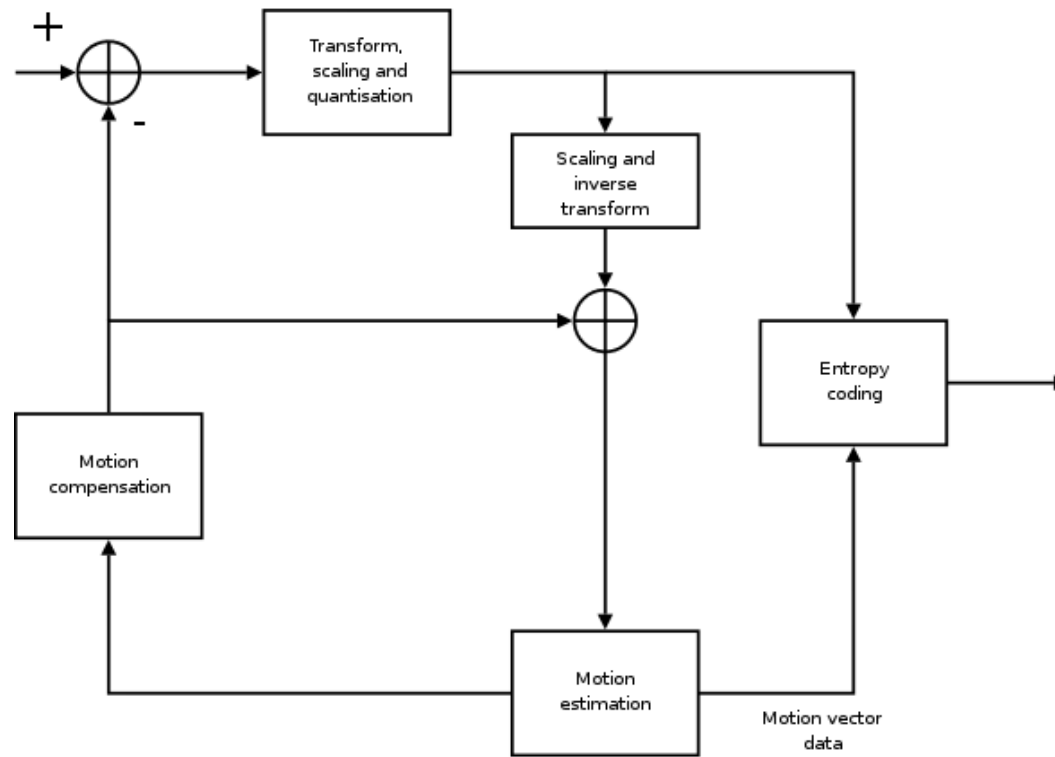 +
Transform,
scaling and
quantisation
-
Scaling and
inverse
transform
Entropy
coding
Motion
compensation
Motion
estimation
Motion vector
data